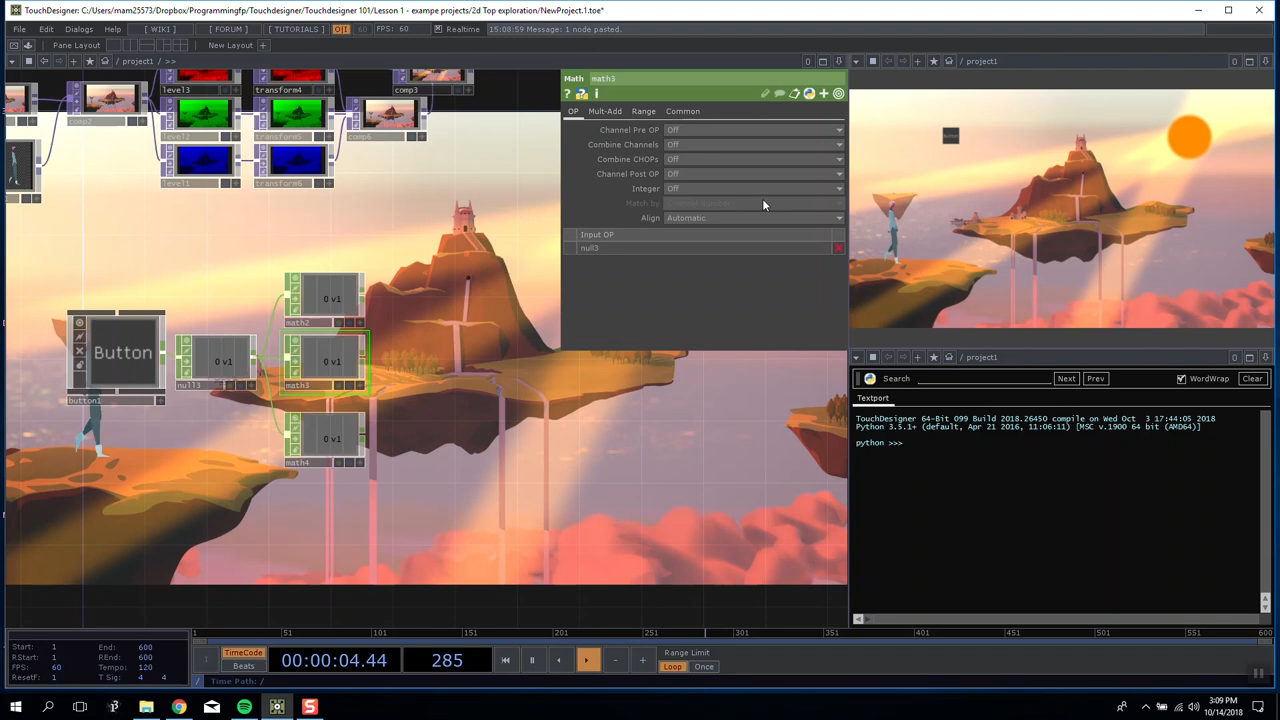 TouchDesigner: C:/Users/mam25573/Dropbox/Programmingfp/Touchdesigner/Touchdesigner 101/Lesson 1 - exampe projects/2d Top exploration/NewProject.1.toe*
File Edit Dialogs Help [ WIKI ] [ FORUM ] [ TUTORIALS ] O|I 60 FPS: 60 Realtime 15:08:59 Message: 1 node pasted.
Pane Layout New Layout +
/ project1 / >> 0
/ project1 0
comp2
level3 transform4 comp3
level2 transform5 comp6
level1 transform6
Math math3
? i
OP Mult-Add Range Common
Channel Pre OP Off
Combine Channels Off
Combine CHOPs Off
Channel Post OP Off
Integer Off
Match by
Align Automatic
Input OP
null3
Button
button1
0 v1
null3
0 v1
math2
0 v1
math3
0 v1
math4
Button
/ project1 0
Search Next Prev WordWrap Clear
Textport
TouchDesigner 64-Bit 099 Build 2018.26450 compile on Wed Oct 3 17:44:05 2018
Python 3.5.1+ (default, Apr 21 2016, 11:06:11) [MSC v.1900 64 bit (AMD64)]
python >>>
1 51 101 151 201 251 301 351 401 451 501 551 600
Start: 1 End: 600
RStart: 1 REnd: 600
FPS: 60 Tempo: 120
ResetF: 1 T Sig: 4 4
TimeCode
Beats
00:00:04.44
285
Range Limit
Loop Once
/ Time Path: /
3:09 PM
10/14/2018